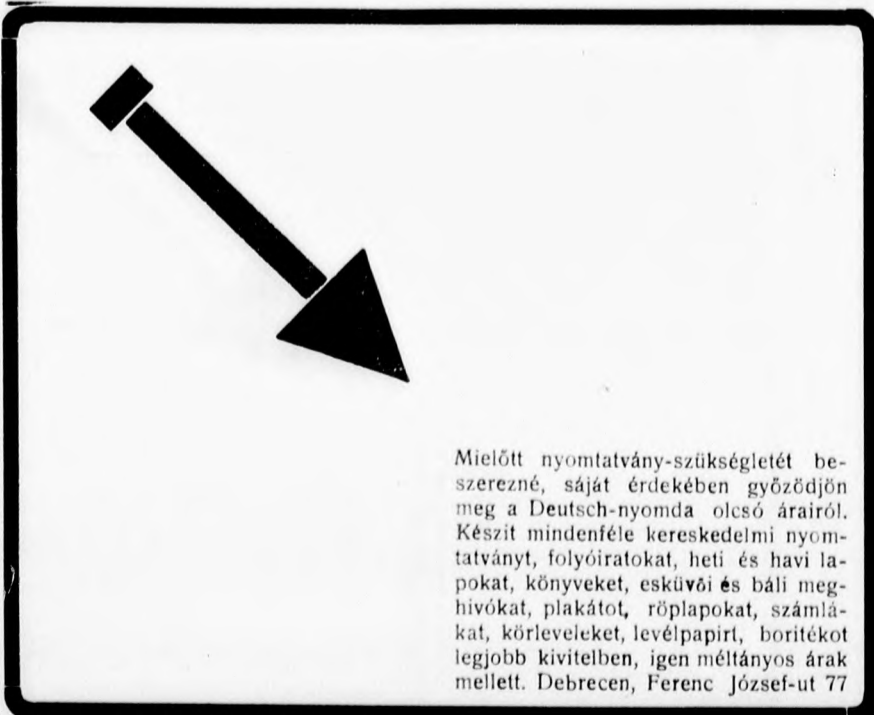 Mielőtt nyomtatvány-szükségletét be-
szerezné, sáját érdekében győzödjön
meg a Deutsch-nyomda olcsó árairól.
Készit mindenféle kereskedelmi nyom-
tatványt, folyóiratokat, heti és havi la-
pokat, könyveket, esküvői és báli meg-
hivókat, plakátot, röplapokat, számlá-
kat, körleveleket, levélpapirt, boritékot
legjobb kivitelben, igen méltányos árak
mellett. Debrecen, Ferenc József-ut 77